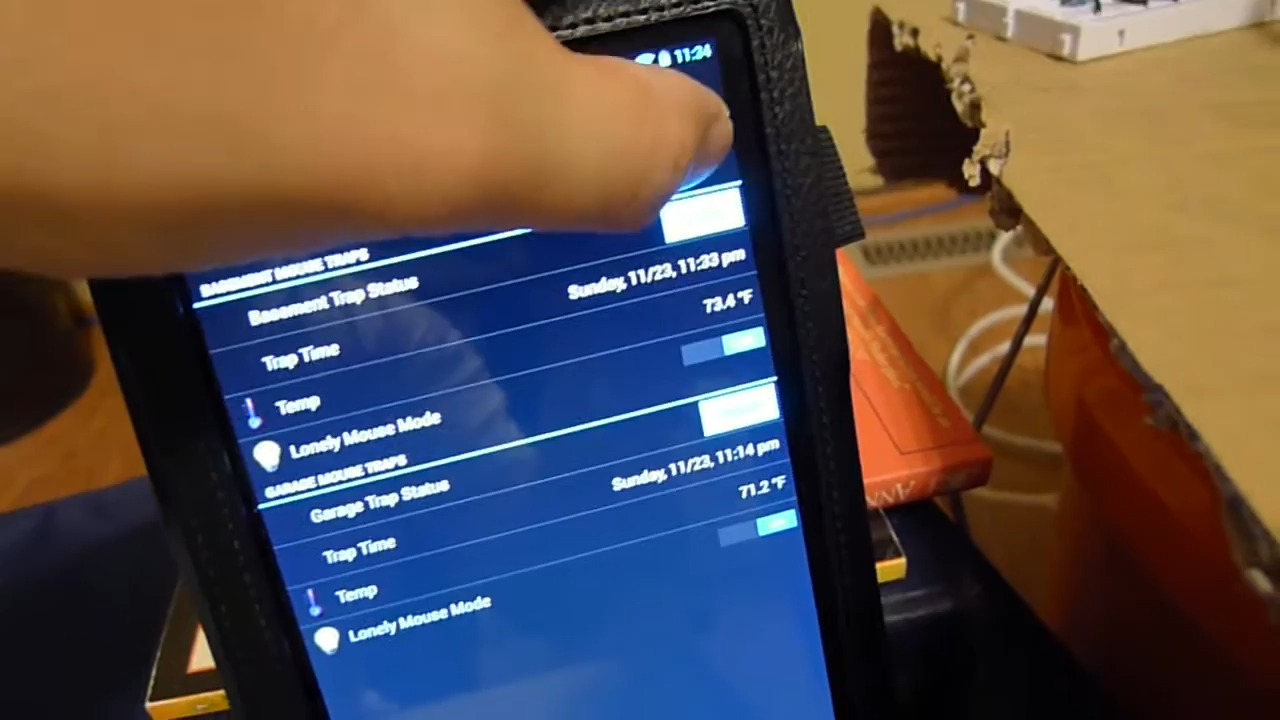 11:24
BASEMENT MOUSE TRAPS
Basement Trap Status
Sunday, 11/23, 11:33 pm
Trap Time
73.4 °F
Temp
Lonely Mouse Mode
GARAGE MOUSE TRAPS
Garage Trap Status
Sunday, 11/23, 11:14 pm
Trap Time
71.2 °F
Temp
Lonely Mouse Mode